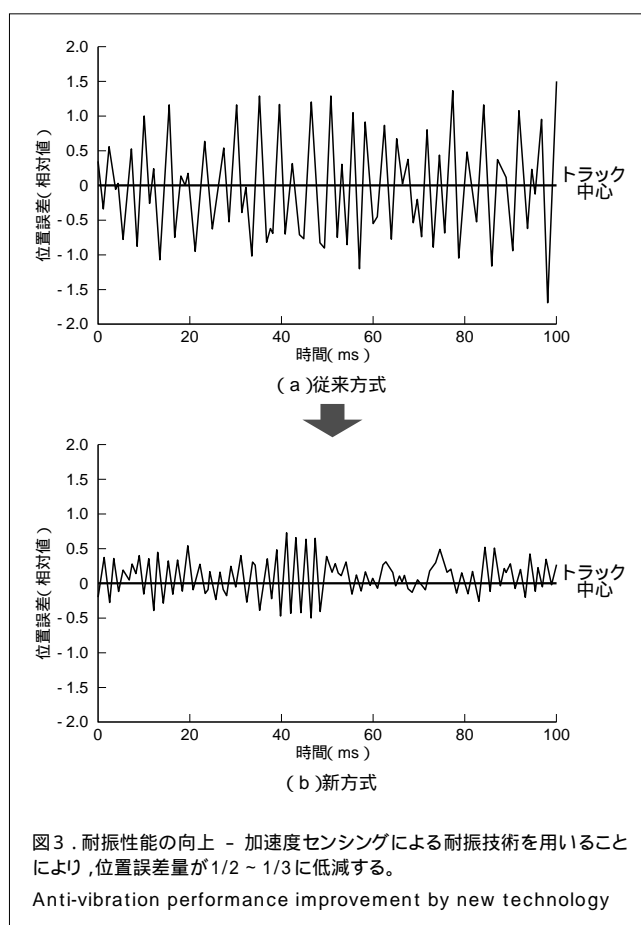 2.0
1.5
1.0
0.5
0
- 0.5
- 1.0
- 1.5
- 2.0
位置誤差(相対値)
トラック
中心
0 20 40 60 80 100
時間(ms)
(a)従来方式
2.0
1.5
1.0
0.5
0
- 0.5
- 1.0
- 1.5
- 2.0
位置誤差(相対値)
トラック
中心
0 20 40 60 80 100
時間(ms)
(b)新方式
図3.耐振性能の向上 - 加速度センシングによる耐振技術を用いること
により,位置誤差量が1/2~1/3に低減する。
Anti-vibration performance improvement by new technology